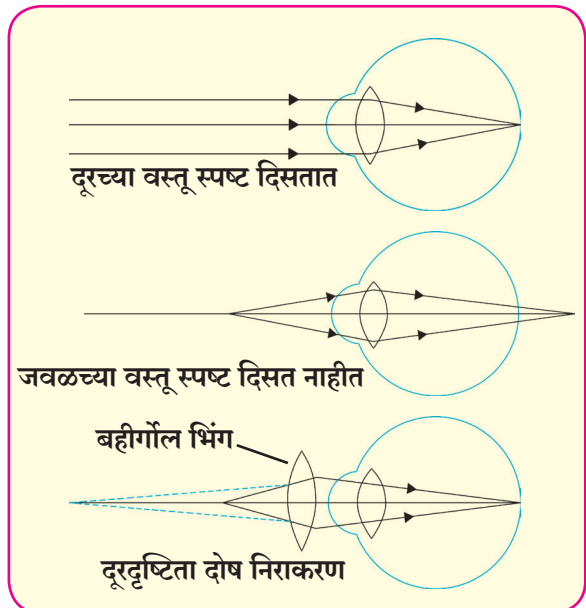 दूरच्या वस्तू स्पष्ट दिसतात
जवळच्या वस्तू स्पष्ट दिसत नाहीत
बहीर्गोल भिंग
दूरदृष्टिता दोष निराकरण